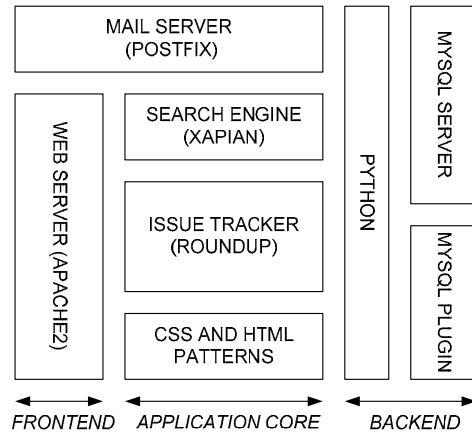 MAIL SERVER
(POSTFIX)
WEB SERVER (APACHE2)
SEARCH ENGINE
(XAPIAN)
ISSUE TRACKER
(ROUNDUP)
CSS AND HTML
PATTERNS
PYTHON
MYSQL SERVER
MYSQL PLUGIN
FRONTEND
APPLICATION CORE
BACKEND